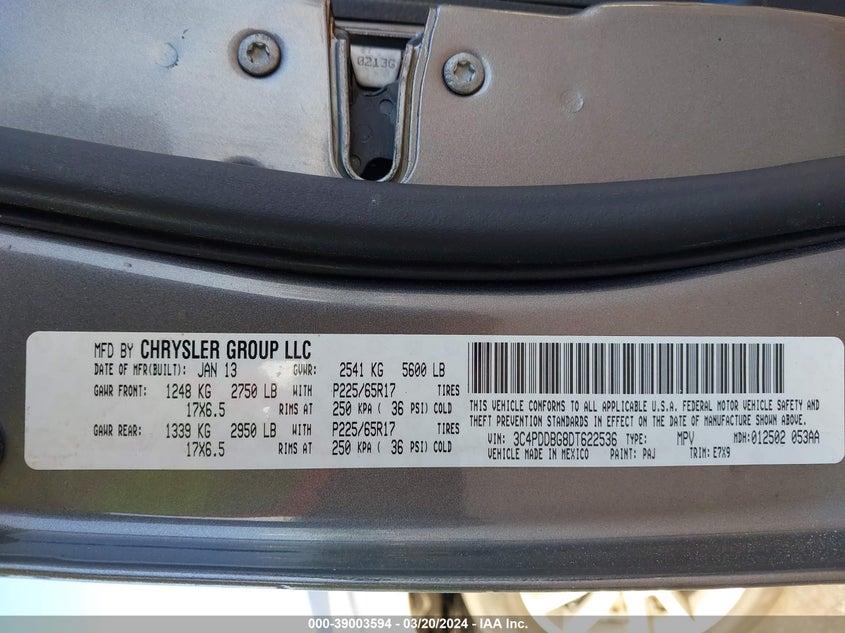 0213G
MFD BY CHRYSLER GROUP LLC
DATE OF MFR(BUILT): JAN 13 GVWR: 2541 KG 5600 LB
GAWR FRONT: 1248 KG 2750 LB WITH P225/65R17 TIRES
17X6.5 RIMS AT 250 KPA ( 36 PSI) COLD
GAWR REAR: 1339 KG 2950 LB WITH P225/65R17 TIRES
17X6.5 RIMS AT 250 KPA ( 36 PSI) COLD
THIS VEHICLE CONFORMS TO ALL APPLICABLE U.S.A. FEDERAL MOTOR VEHICLE SAFETY AND
THEFT PREVENTION STANDARDS IN EFFECT ON THE DATE OF MANUFACTURE SHOWN ABOVE.
VIN: 3C4PDDBG8DT622536 TYPE: MPV MDH: 012502 053AA
VEHICLE MADE IN MEXICO PAINT: PAJ TRIM: E7X9
000-39003594 - 03/20/2024 - IAA Inc.